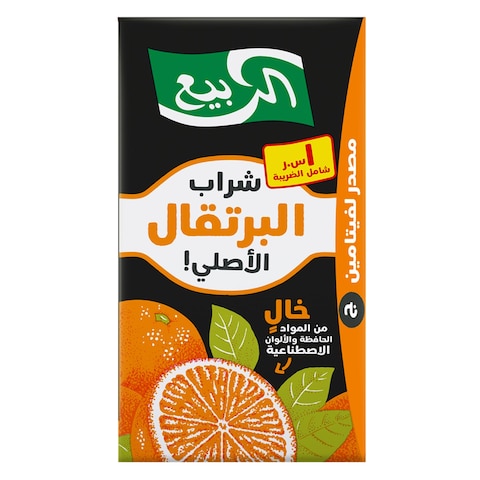 الربيع
١ س.ر
شامل الضريبة
شراب
البرتقال
الأصلي!
مصدر لفيتامين
ج
خالٍ
من المواد
الحافظة والألوان
الاصطناعية